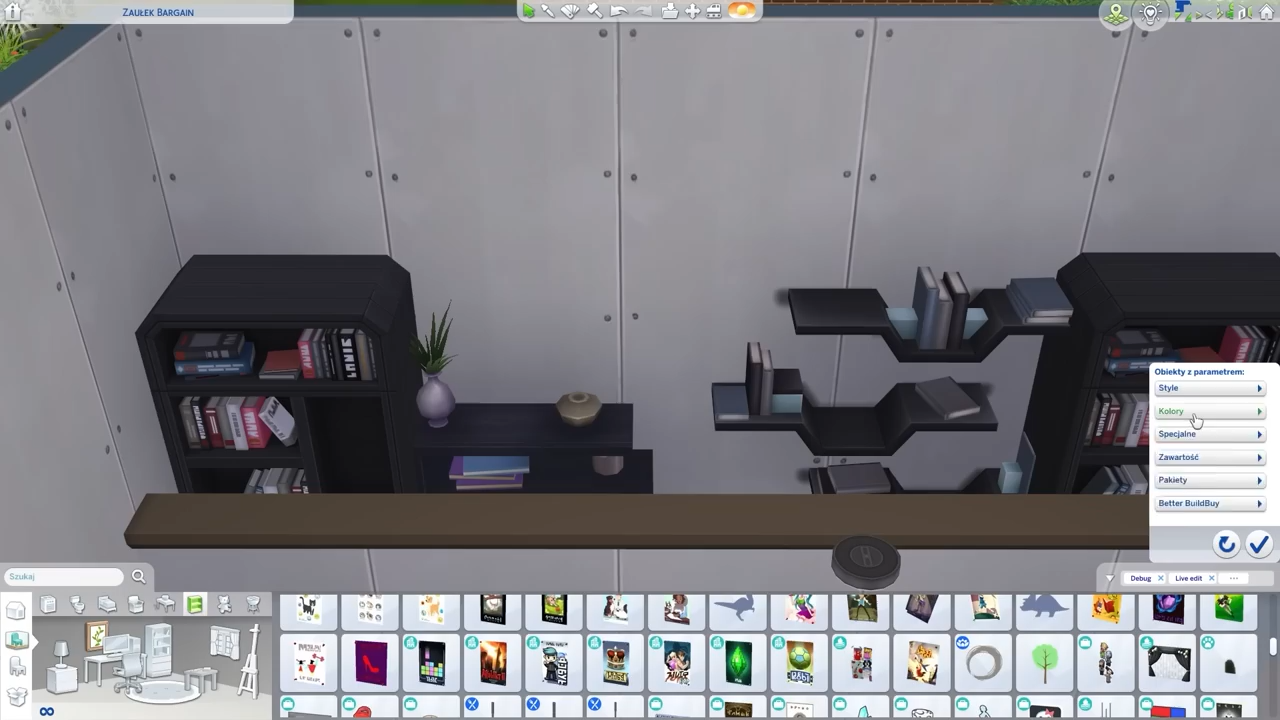 ZAUŁEK BARGAIN
Obiekty z parametrem:
Style
Kolory
Specjalne
Zawartość
Pakiety
Better BuildBuy
Szukaj
Debug
Live edit
...